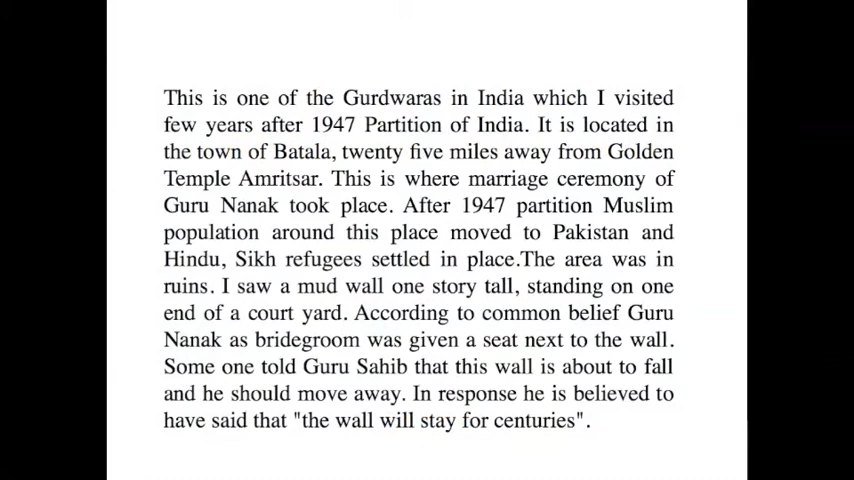 This is one of the Gurdwaras in India which I visited
few years after 1947 Partition of India. It is located in
the town of Batala, twenty five miles away from Golden
Temple Amritsar. This is where marriage ceremony of
Guru Nanak took place. After 1947 partition Muslim
population around this place moved to Pakistan and
Hindu, Sikh refugees settled in place.The area was in
ruins. I saw a mud wall one story tall, standing on one
end of a court yard. According to common belief Guru
Nanak as bridegroom was given a seat next to the wall.
Some one told Guru Sahib that this wall is about to fall
and he should move away. In response he is believed to
have said that "the wall will stay for centuries".